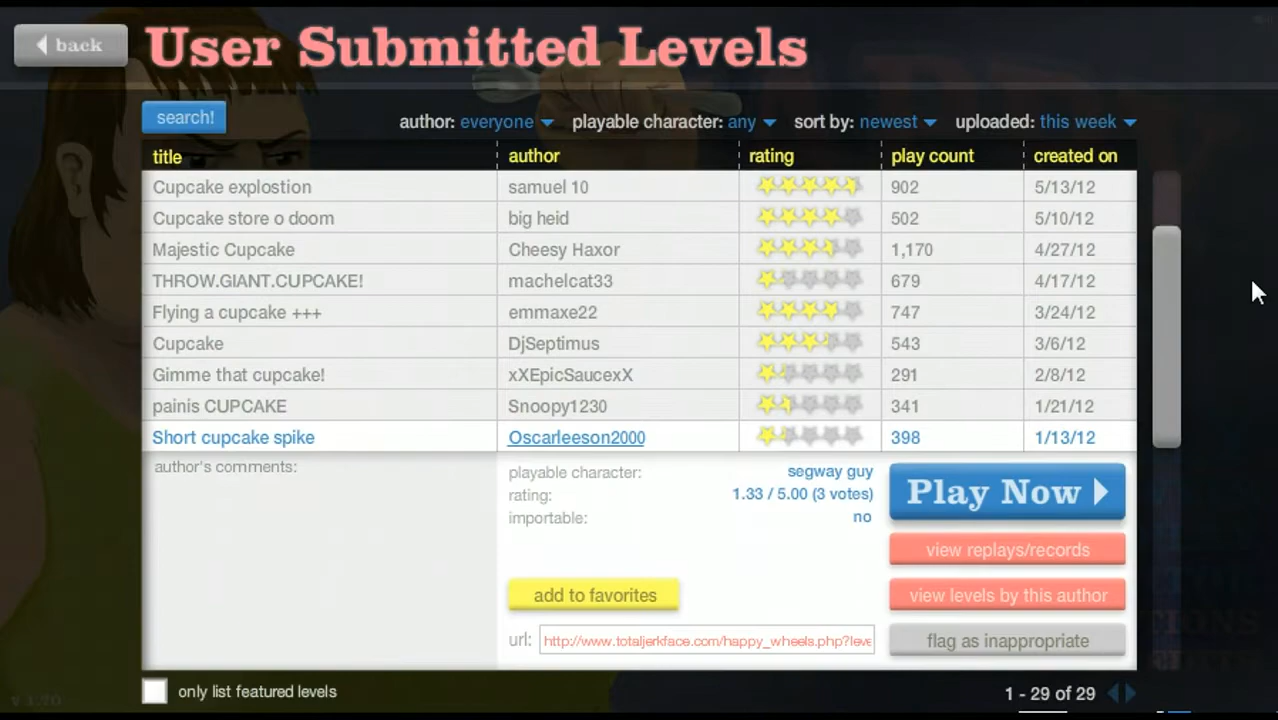 back
User Submitted Levels
search!
author: everyone playable character: any sort by: newest uploaded: this week
title author rating play count created on
Cupcake explostion samuel 10 902 5/13/12
Cupcake store o doom big heid 502 5/10/12
Majestic Cupcake Cheesy Haxor 1,170 4/27/12
THROW.GIANT.CUPCAKE! machelcat33 679 4/17/12
Flying a cupcake +++ emmaxe22 747 3/24/12
Cupcake DjSeptimus 543 3/6/12
Gimme that cupcake! xXEpicSaucexX 291 2/8/12
painis CUPCAKE Snoopy1230 341 1/21/12
Short cupcake spike Oscarleeson2000 398 1/13/12
author's comments:
playable character: segway guy
rating: 1.33 / 5.00 (3 votes)
importable: no
Play Now
view replays/records
add to favorites
view levels by this author
url: http://www.totaljerkface.com/happy_wheels.php?leve
flag as inappropriate
only list featured levels
1 - 29 of 29
v 1.70